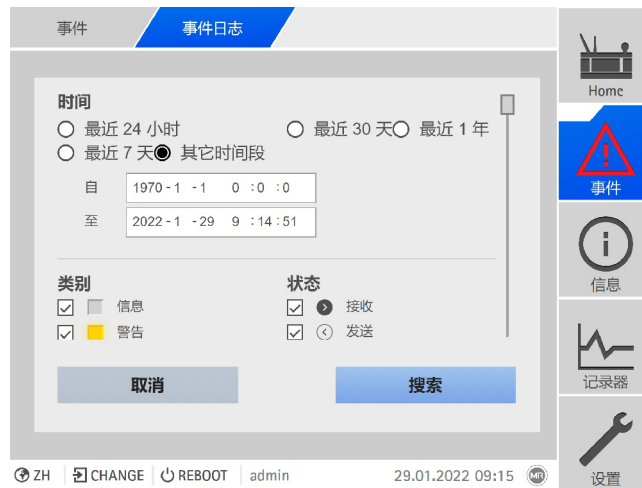 事件 事件日志
Home
时间
最近 24 小时 最近 30 天 最近 1 年
最近 7 天 其它时间段
自 1970 - 1 - 1 0 : 0 : 0
至 2022 - 1 - 29 9 : 14 : 51
事件
类别 状态
信息 接收
警告 发送
信息
取消 搜索
记录器
ZH CHANGE REBOOT admin 29.01.2022 09:15 MR
设置